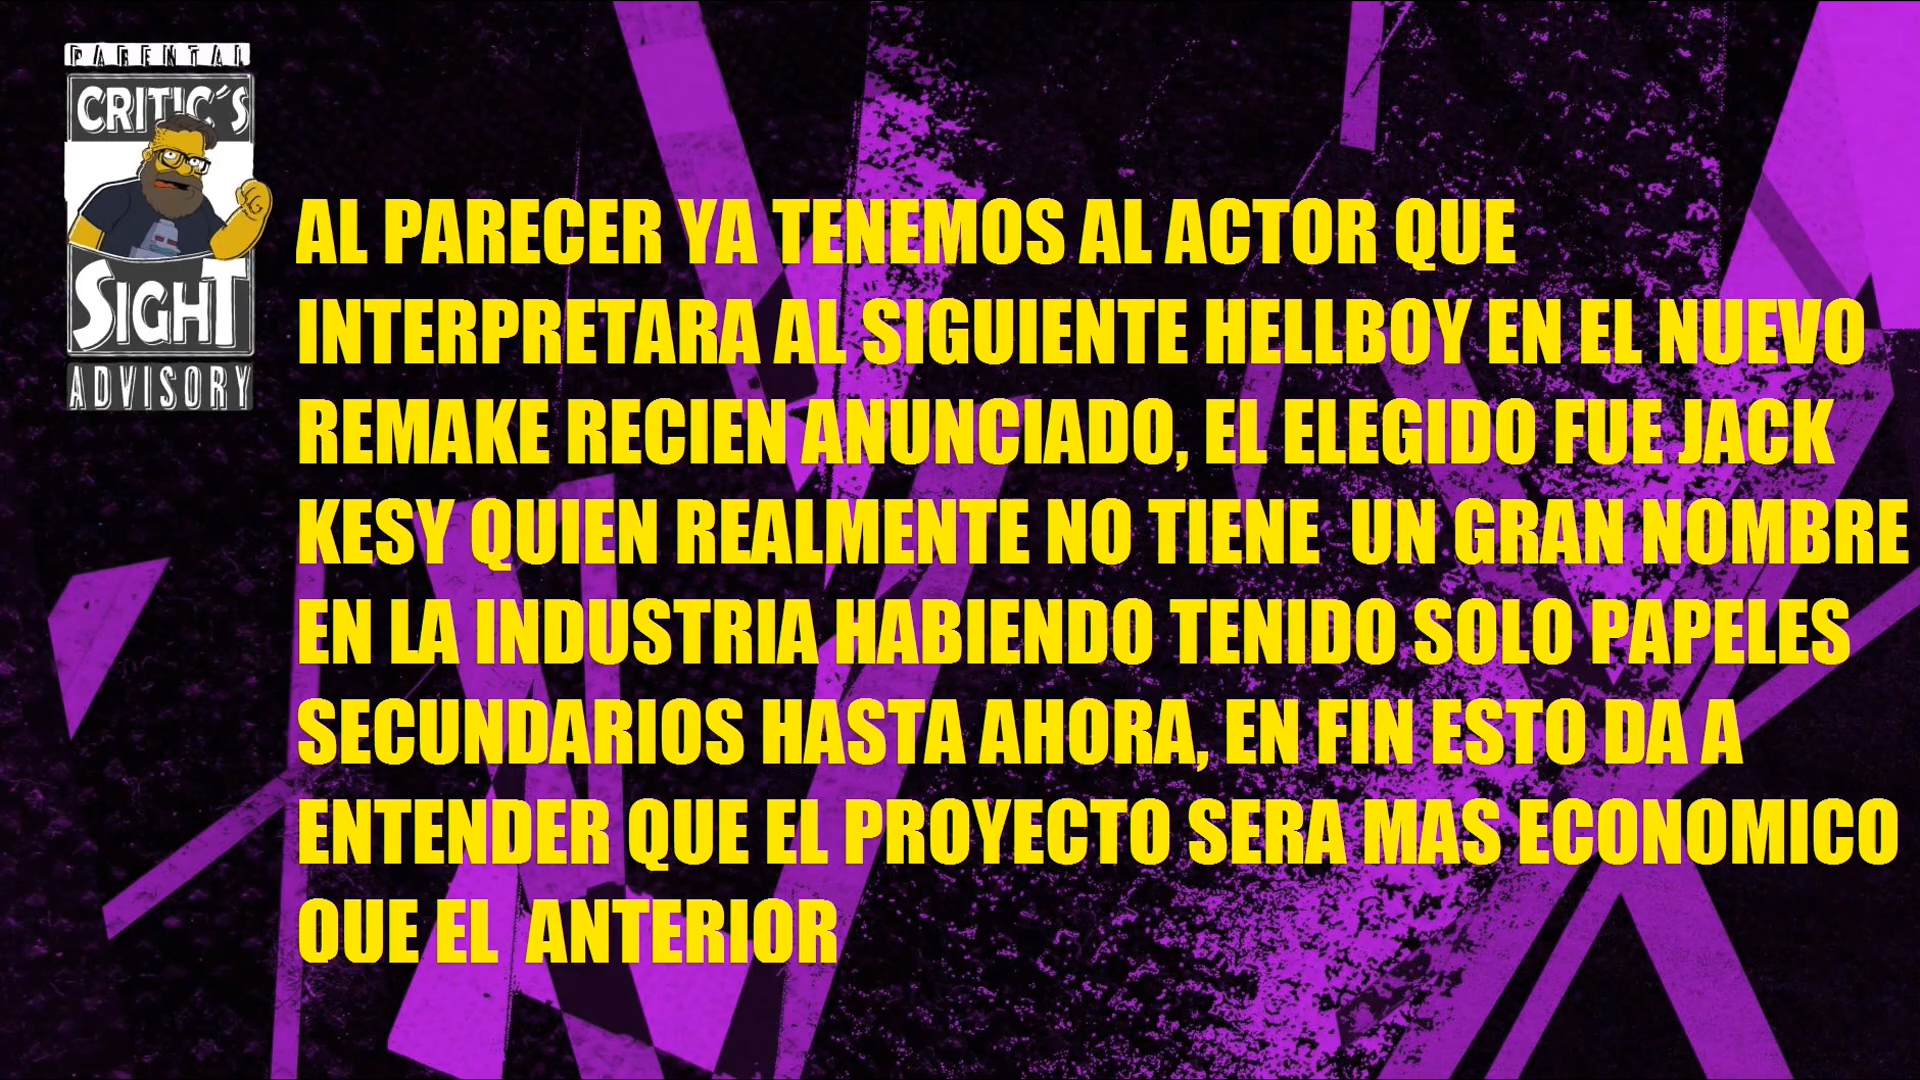 PARENTAL
CRITIC´S
SIGHT
ADVISORY
AL PARECER YA TENEMOS AL ACTOR QUE
INTERPRETARA AL SIGUIENTE HELLBOY EN EL NUEVO
REMAKE RECIEN ANUNCIADO, EL ELEGIDO FUE JACK
KESY QUIEN REALMENTE NO TIENE  UN GRAN NOMBRE
EN LA INDUSTRIA HABIENDO TENIDO SOLO PAPELES
SECUNDARIOS HASTA AHORA, EN FIN ESTO DA A
ENTENDER QUE EL PROYECTO SERA MAS ECONOMICO
QUE EL  ANTERIOR